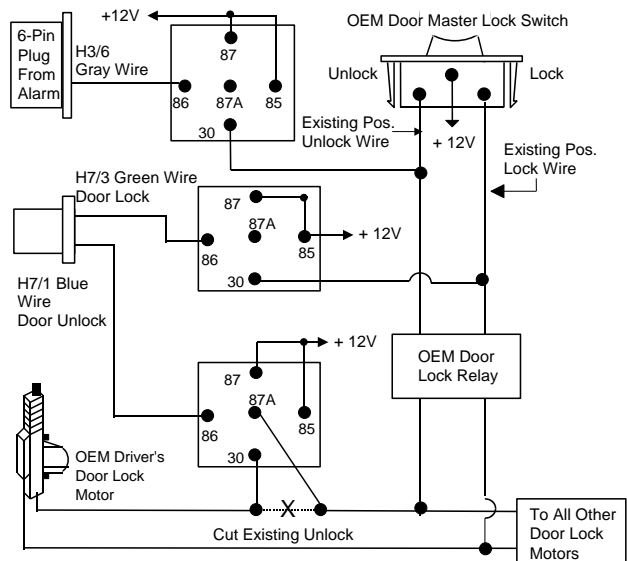 +12V
OEM Door Master Lock Switch
6-Pin
Plug
From
Alarm
H3/6
Gray Wire
87
86
87A
85
30
Unlock
Lock
Existing Pos.
Unlock Wire
+ 12V
Existing Pos.
Lock Wire
H7/3 Green Wire
Door Lock
87
87A
86
85
+ 12V
30
H7/1 Blue
Wire
Door Unlock
+ 12V
87
87A
86
85
30
OEM Door
Lock Relay
OEM Driver's
Door Lock
Motor
X
Cut Existing Unlock
To All Other
Door Lock
Motors